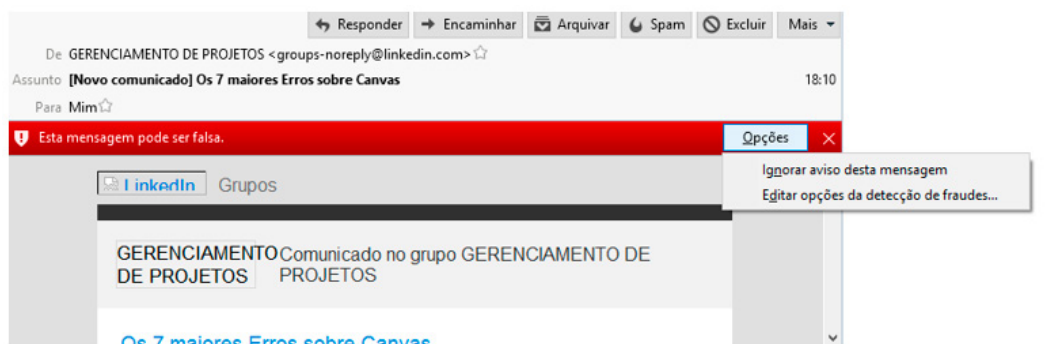 Responder Encaminhar Arquivar Spam Excluir Mais
De GERENCIAMENTO DE PROJETOS <groups-noreply@linkedin.com>
Assunto [Novo comunicado] Os 7 maiores Erros sobre Canvas 18:10
Para Mim
Esta mensagem pode ser falsa. Opções
Ignorar aviso desta mensagem
Editar opções da detecção de fraudes...
LinkedIn Grupos
GERENCIAMENTO DE PROJETOS
Comunicado no grupo GERENCIAMENTO DE
PROJETOS
Os 7 maiores Erros sobre Canvas